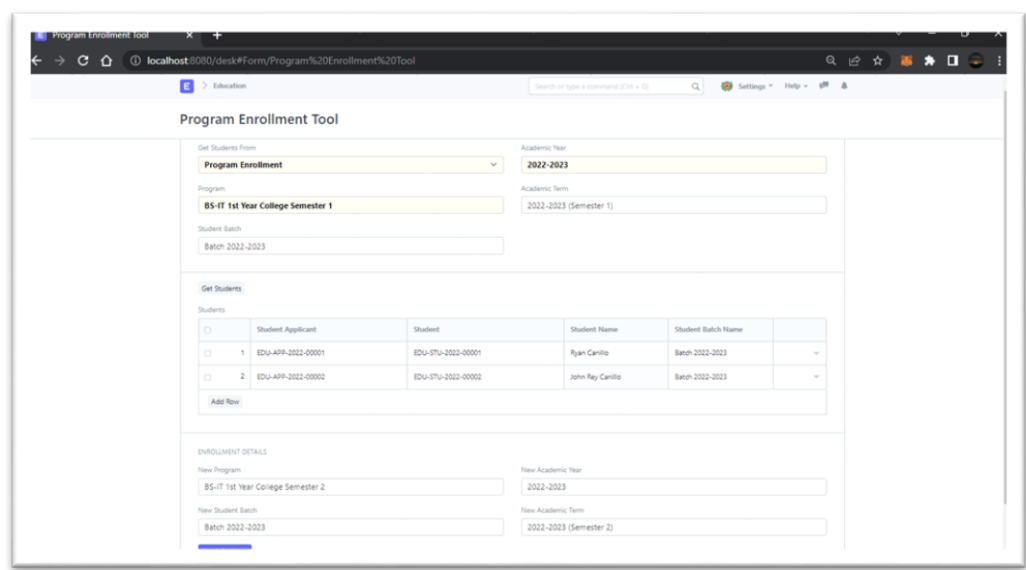 Program Enrollment Tool
localhost:8080/desk#Form/Program%20Enrollment%20Tool
E Education Search or type a command (Ctrl + G) Settings Help
Program Enrollment Tool
Get Students From Academic Year
Program Enrollment 2022-2023
Program Academic Term
BS-IT 1st Year College Semester 1 2022-2023 (Semester 1)
Student Batch
Batch 2022-2023
Get Students
Students
Student Applicant Student Student Name Student Batch Name
1 EDU-APP-2022-00001 EDU-STU-2022-00001 Ryan Canillo Batch 2022-2023
2 EDU-APP-2022-00002 EDU-STU-2022-00002 John Rey Canillo Batch 2022-2023
Add Row
ENROLLMENT DETAILS
New Program New Academic Year
BS-IT 1st Year College Semester 2 2022-2023
New Student Batch New Academic Term
Batch 2022-2023 2022-2023 (Semester 2)